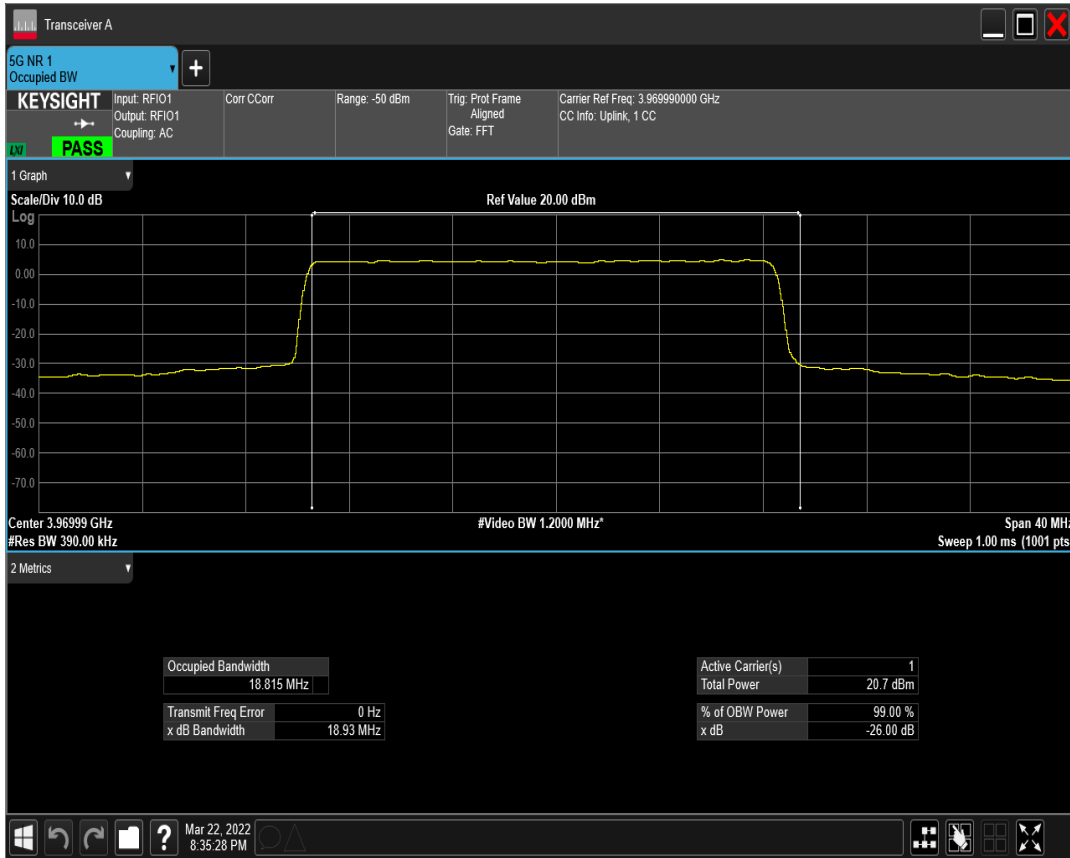 Transceiver A
5G NR 1
Occupied BW
KEYSIGHT
LXI
PASS
Input: RFIO1
Output: RFIO1
Coupling: AC
Corr CCorr
Range: -50 dBm
Trig: Prot Frame
Aligned
Gate: FFT
Carrier Ref Freq: 3.969990000 GHz
CC Info: Uplink, 1 CC
1 Graph
Scale/Div 10.0 dB
Ref Value 20.00 dBm
Log
10.0
0.00
-10.0
-20.0
-30.0
-40.0
-50.0
-60.0
-70.0
Center 3.96999 GHz
#Video BW 1.2000 MHz*
Span 40 MHz
#Res BW 390.00 kHz
Sweep 1.00 ms (1001 pts
2 Metrics
Occupied Bandwidth
18.815 MHz
Transmit Freq Error 0 Hz
x dB Bandwidth 18.93 MHz
Active Carrier(s) 1
Total Power 20.7 dBm
% of OBW Power 99.00 %
x dB -26.00 dB
?
Mar 22, 2022
8:35:28 PM